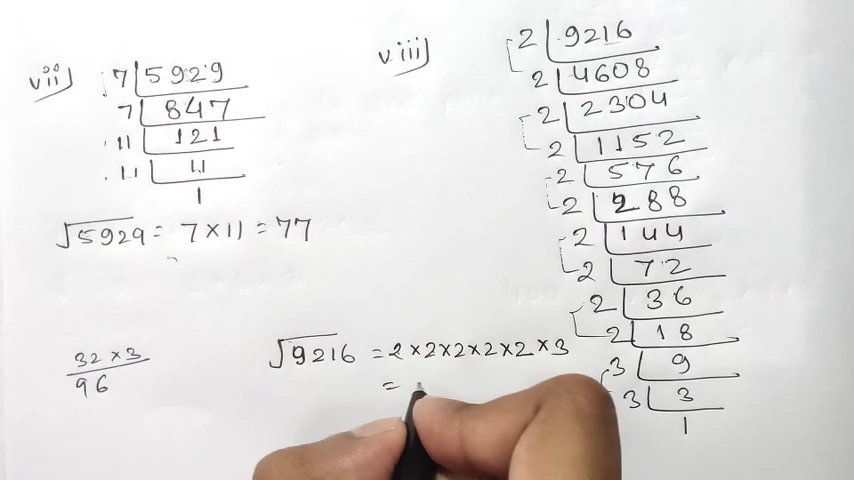 vii) 7 | 5929
7 | 847
11 | 121
11 | 11
1
√5929 = 7 × 11 = 77
32 × 3
96
viii) 2 | 9216
2 | 4608
2 | 2304
2 | 1152
2 | 576
2 | 288
2 | 144
2 | 72
2 | 36
2 | 18
3 | 9
3 | 3
1
√9216 = 2 × 2 × 2 × 2 × 2 × 3
=